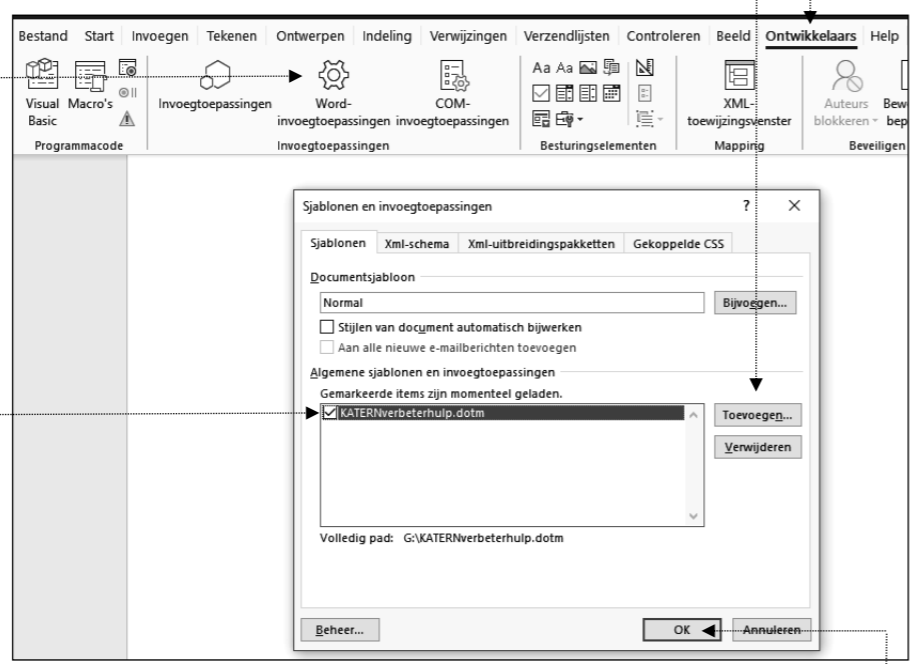 Bestand Start Invoegen Tekenen Ontwerpen Indeling Verwijzingen Verzendlijsten Controleren Beeld Ontwikkelaars Help
Visual Basic
Macro's
Invoegtoepassingen
Word-invoegtoepassingen
COM-invoegtoepassingen
Aa Aa
XML-toewijzingsvenster
Auteurs blokkeren
Bew
bep
Programmacode Invoegtoepassingen Besturingselementen Mapping Beveiligen
Sjablonen en invoegtoepassingen ? ×
Sjablonen Xml-schema Xml-uitbreidingspakketten Gekoppelde CSS
Documentsjabloon
Normal Bijvoegen...
Stijlen van document automatisch bijwerken
Aan alle nieuwe e-mailberichten toevoegen
Algemene sjablonen en invoegtoepassingen
Gemarkeerde items zijn momenteel geladen.
KATERNverbeterhulp.dotm Toevoegen...
Verwijderen
Volledig pad: G:\KATERNverbeterhulp.dotm
Beheer... OK Annuleren